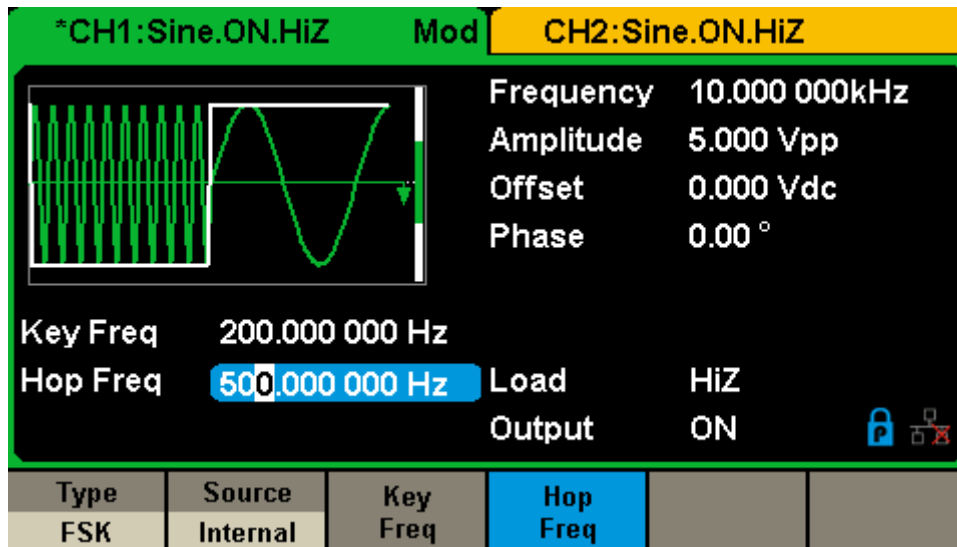 *CH1:Sine.ON.HiZ Mod CH2:Sine.ON.HiZ
Frequency 10.000 000kHz
Amplitude 5.000 Vpp
Offset 0.000 Vdc
Phase 0.00 °
Key Freq 200.000 000 Hz
Hop Freq 500.000 000 Hz Load HiZ
Output ON P
Type Source Key Freq Hop Freq
FSK Internal